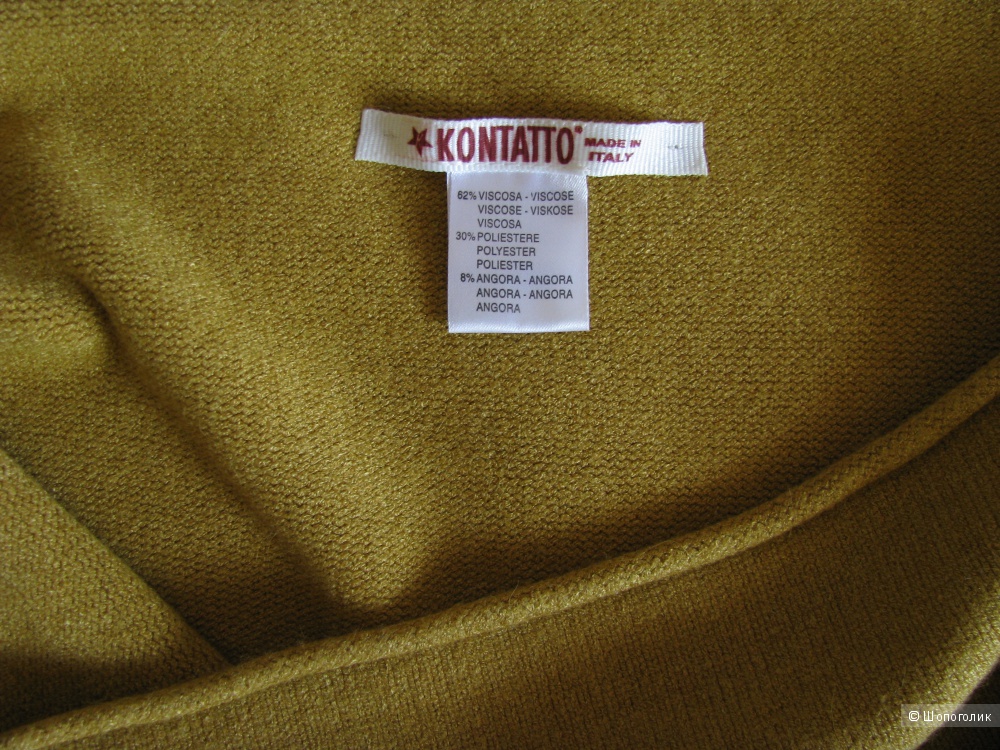 KONTATTO® MADE IN
ITALY
62% VISCOSA - VISCOSE
VISCOSE - VISKOSE
VISCOSA
30% POLIESTERE
POLYESTER
POLIESTER
8% ANGORA - ANGORA
ANGORA - ANGORA
ANGORA
© Шопоголик